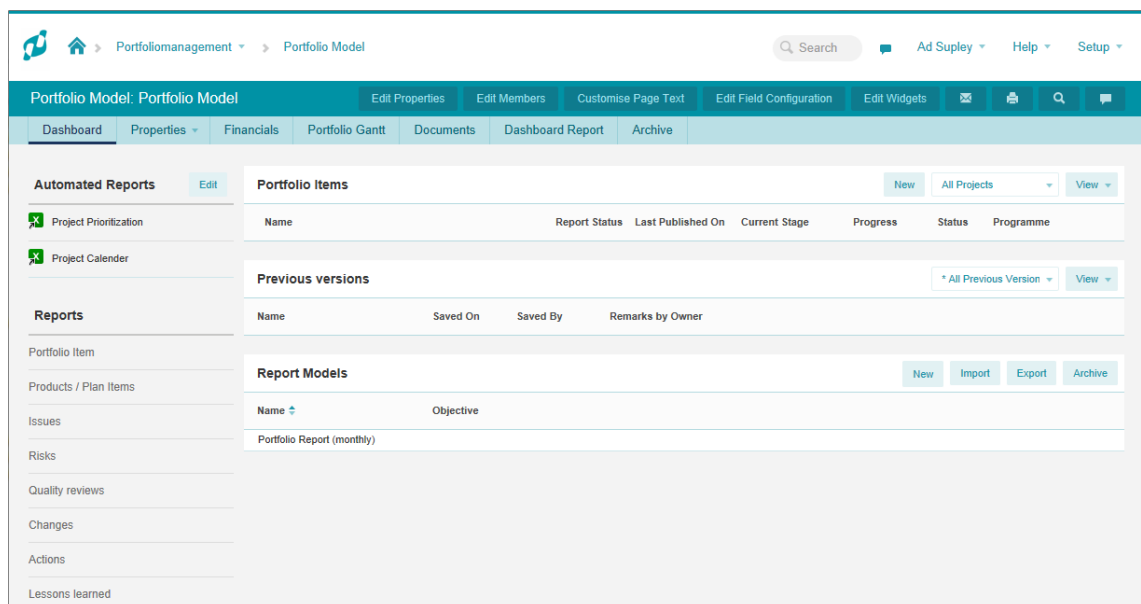 Portfoliomanagement Portfolio Model Search Ad Supley Help Setup
Portfolio Model: Portfolio Model Edit Properties Edit Members Customise Page Text Edit Field Configuration Edit Widgets
Dashboard Properties Financials Portfolio Gantt Documents Dashboard Report Archive
Automated Reports Edit
Project Prioritization
Project Calender
Reports
Portfolio Item
Products / Plan Items
Issues
Risks
Quality reviews
Changes
Actions
Lessons learned
Portfolio Items New All Projects View
Name Report Status Last Published On Current Stage Progress Status Programme
Previous versions * All Previous Version View
Name Saved On Saved By Remarks by Owner
Report Models New Import Export Archive
Name Objective
Portfolio Report (monthly)